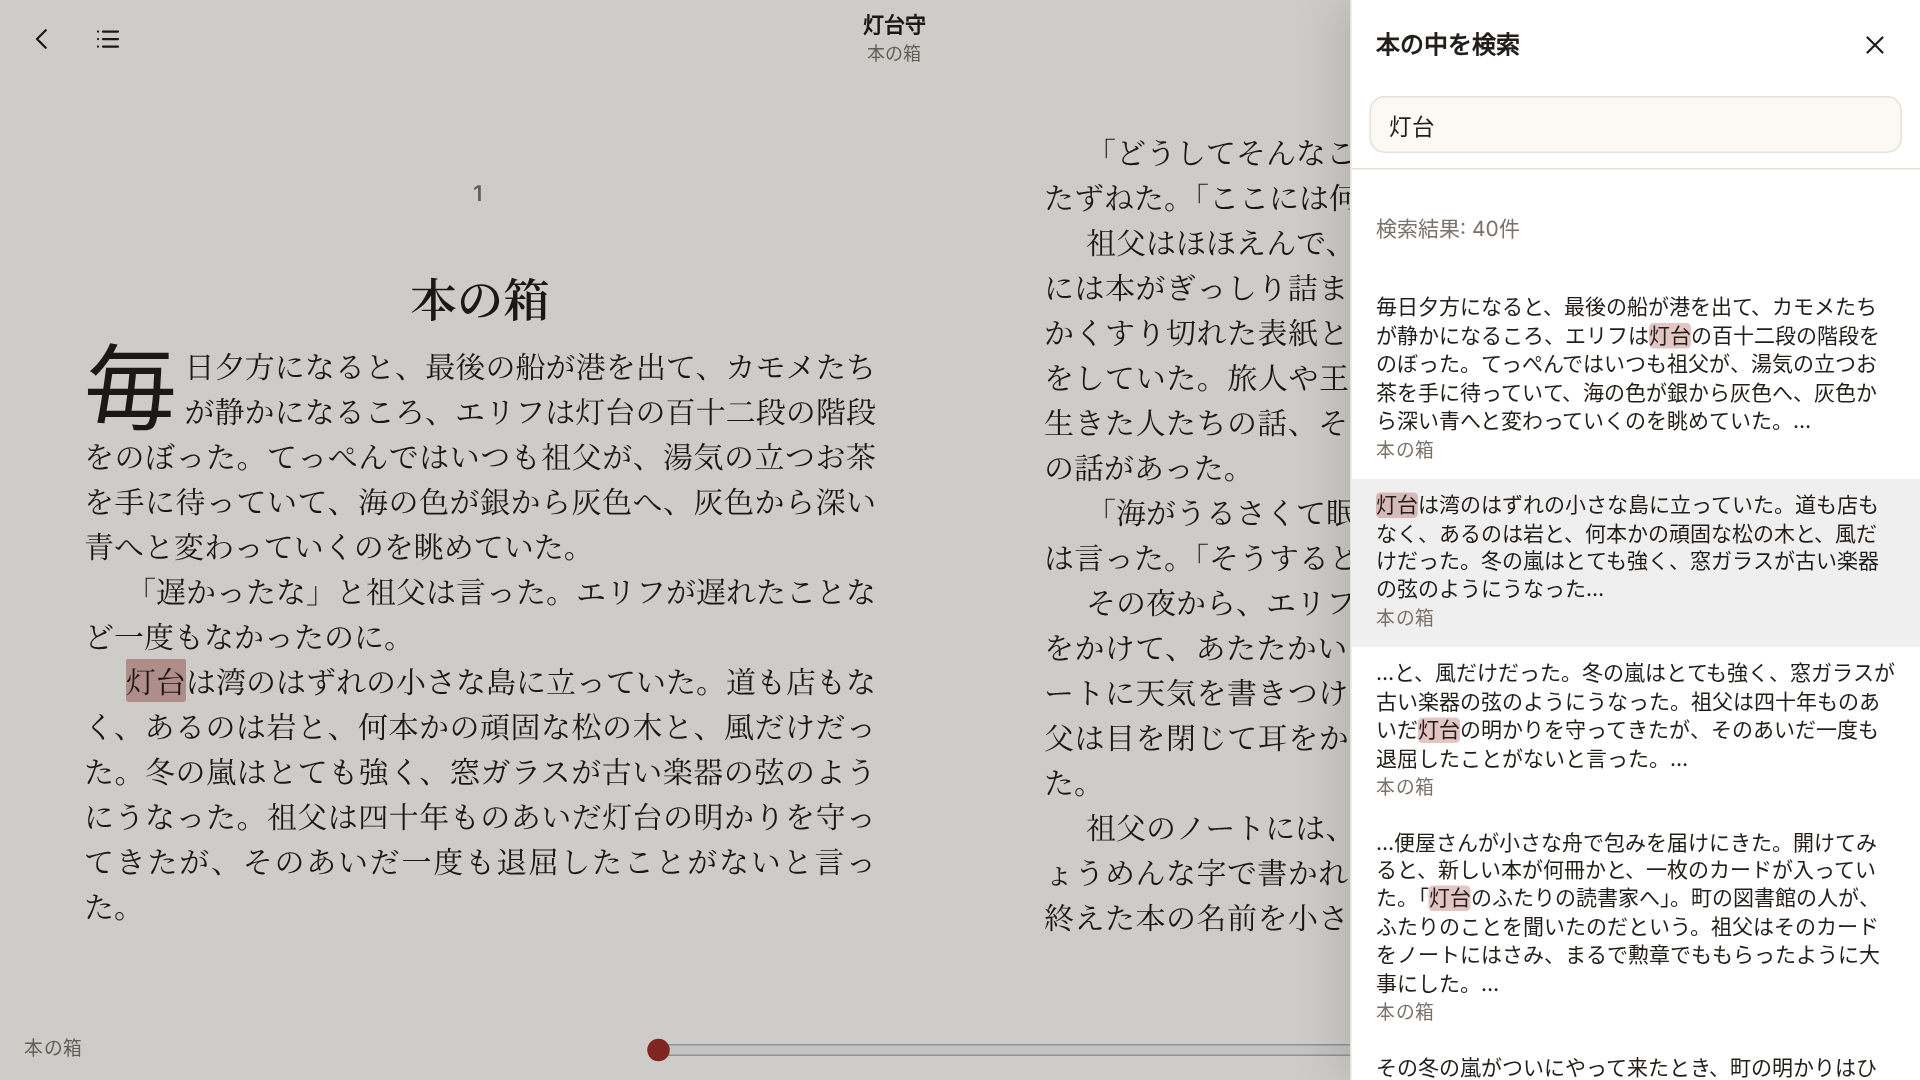 灯台守
本の箱
1
本の箱
毎日夕方になると、最後の船が港を出て、カモメたち
が静かになるころ、エリフは灯台の百十二段の階段
をのぼった。てっぺんではいつも祖父が、湯気の立つお茶
を手に待っていて、海の色が銀から灰色へ、灰色から深い
青へと変わっていくのを眺めていた。
「遅かったな」と祖父は言った。エリフが遅れたことな
ど一度もなかったのに。
灯台は湾のはずれの小さな島に立っていた。道も店もな
く、あるのは岩と、何本かの頑固な松の木と、風だけだっ
た。冬の嵐はとても強く、窓ガラスが古い楽器の弦のよう
にうなった。祖父は四十年ものあいだ灯台の明かりを守っ
てきたが、そのあいだ一度も退屈したことがないと言っ
た。
「どうしてそんなこ
たずねた。「ここには何
祖父はほほえんで、
には本がぎっしり詰ま
かくすり切れた表紙と
をしていた。旅人や王
生きた人たちの話、そ
の話があった。
「海がうるさくて眠
は言った。「そうすると
その夜から、エリフ
をかけて、あたたかい
ートに天気を書きつけ
父は目を閉じて耳をか
た。
祖父のノートには、
ょうめんな字で書かれ
終えた本の名前を小さ
本の箱
本の中を検索
灯台
検索結果: 40件
毎日夕方になると、最後の船が港を出て、カモメたち
が静かになるころ、エリフは灯台の百十二段の階段を
のぼった。てっぺんではいつも祖父が、湯気の立つお
茶を手に待っていて、海の色が銀から灰色へ、灰色か
ら深い青へと変わっていくのを眺めていた。...
本の箱
灯台は湾のはずれの小さな島に立っていた。道も店も
なく、あるのは岩と、何本かの頑固な松の木と、風だ
けだった。冬の嵐はとても強く、窓ガラスが古い楽器
の弦のようにうなった...
本の箱
...と、風だけだった。冬の嵐はとても強く、窓ガラスが
古い楽器の弦のようにうなった。祖父は四十年ものあ
いだ灯台の明かりを守ってきたが、そのあいだ一度も
退屈したことがないと言った。...
本の箱
...便屋さんが小さな舟で包みを届けにきた。開けてみ
ると、新しい本が何冊かと、一枚のカードが入ってい
た。「灯台のふたりの読書家へ」。町の図書館の人が、
ふたりのことを聞いたのだという。祖父はそのカード
をノートにはさみ、まるで勲章でももらったように大
事にした。...
本の箱
その冬の嵐がついにやって来たとき、町の明かりはひ